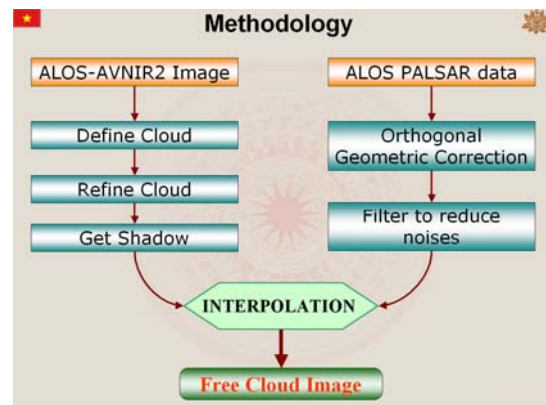 Methodology
ALOS-AVNIR2 Image
Define Cloud
Refine Cloud
Get Shadow
ALOS PALSAR data
Orthogonal
Geometric Correction
Filter to reduce
noises
INTERPOLATION
Free Cloud Image